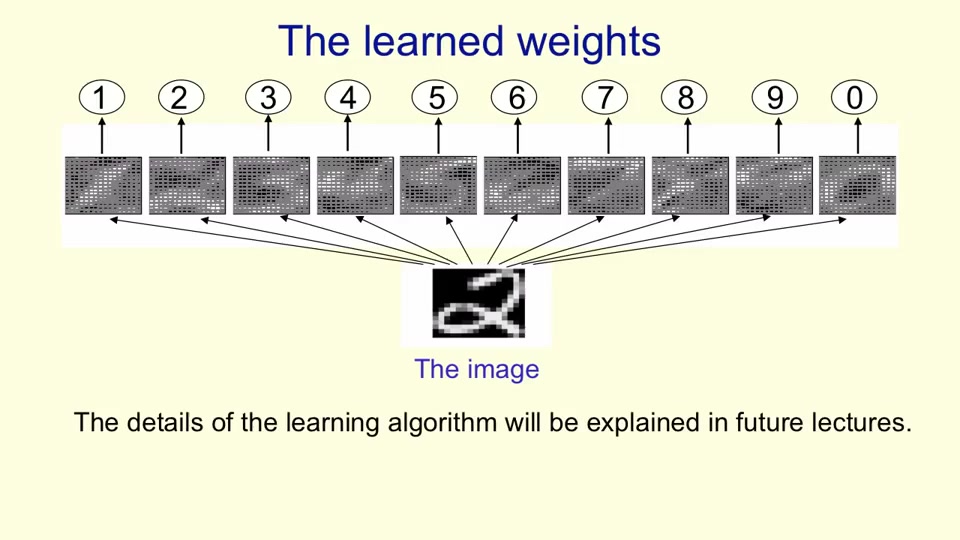 The learned weights
1 2 3 4 5 6 7 8 9 0
The image
The details of the learning algorithm will be explained in future lectures.